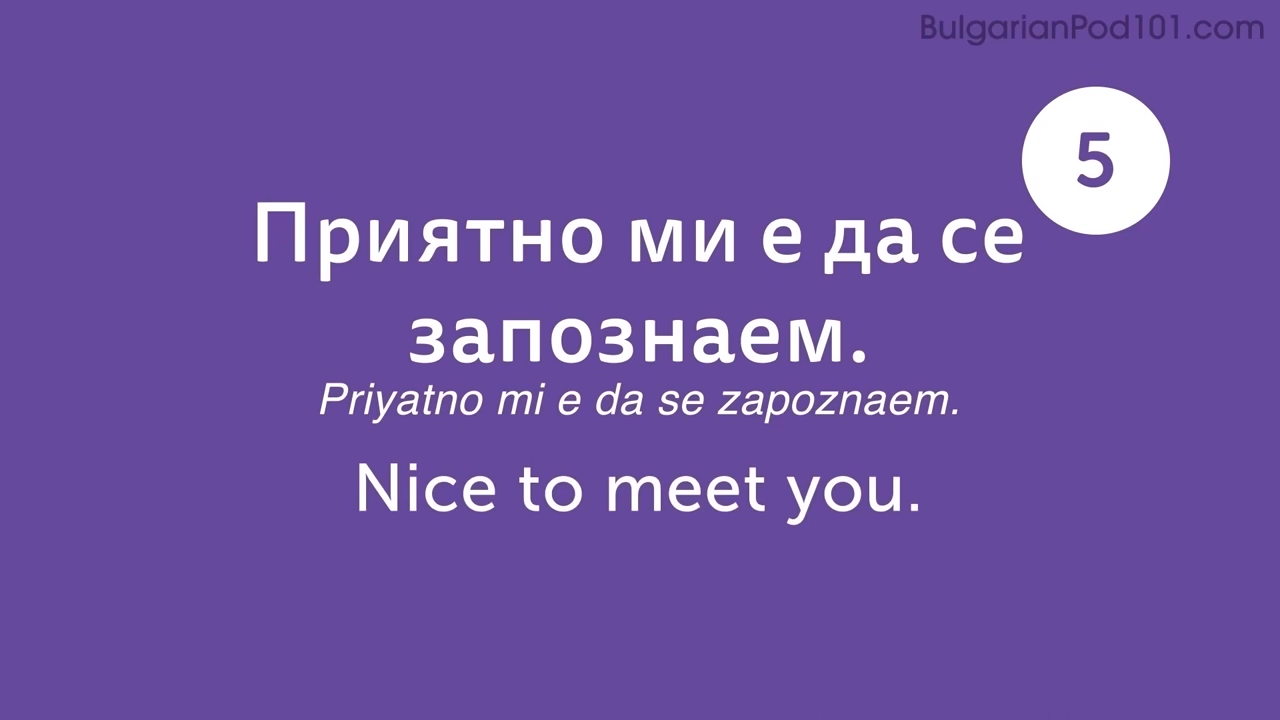 BulgarianPod101.com
5
Приятно ми е да се
запознаем.
Priyatno mi e da se zapoznaem.
Nice to meet you.